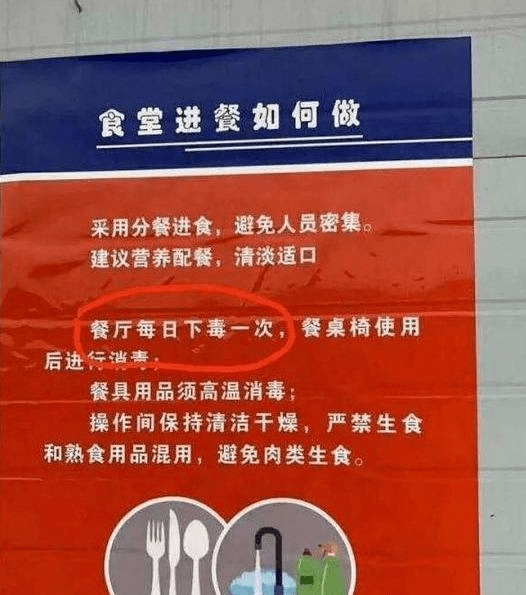 食堂进餐如何做
采用分餐进食，避免人员密集。
建议营养配餐，清淡适口
餐厅每日下毒一次，餐桌椅使用
后进行消毒；
餐具用品须高温消毒；
操作间保持清洁干燥，严禁生食
和熟食用品混用，避免肉类生食。